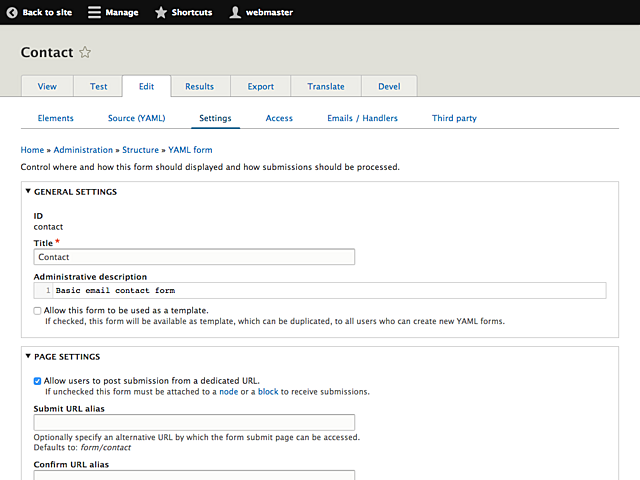 Back to site Manage Shortcuts webmaster
Contact
View Test Edit Results Export Translate Devel
Elements Source (YAML) Settings Access Emails / Handlers Third party
Home » Administration » Structure » YAML form
Control where and how this form should displayed and how submissions should be processed.
GENERAL SETTINGS
ID
contact
Title *
Contact
Administrative description
1 Basic email contact form
Allow this form to be used as a template.
If checked, this form will be available as template, which can be duplicated, to all users who can create new YAML forms.
PAGE SETTINGS
Allow users to post submission from a dedicated URL.
If unchecked this form must be attached to a node or a block to receive submissions.
Submit URL alias
Optionally specify an alternative URL by which the form submit page can be accessed.
Defaults to: form/contact
Confirm URL alias